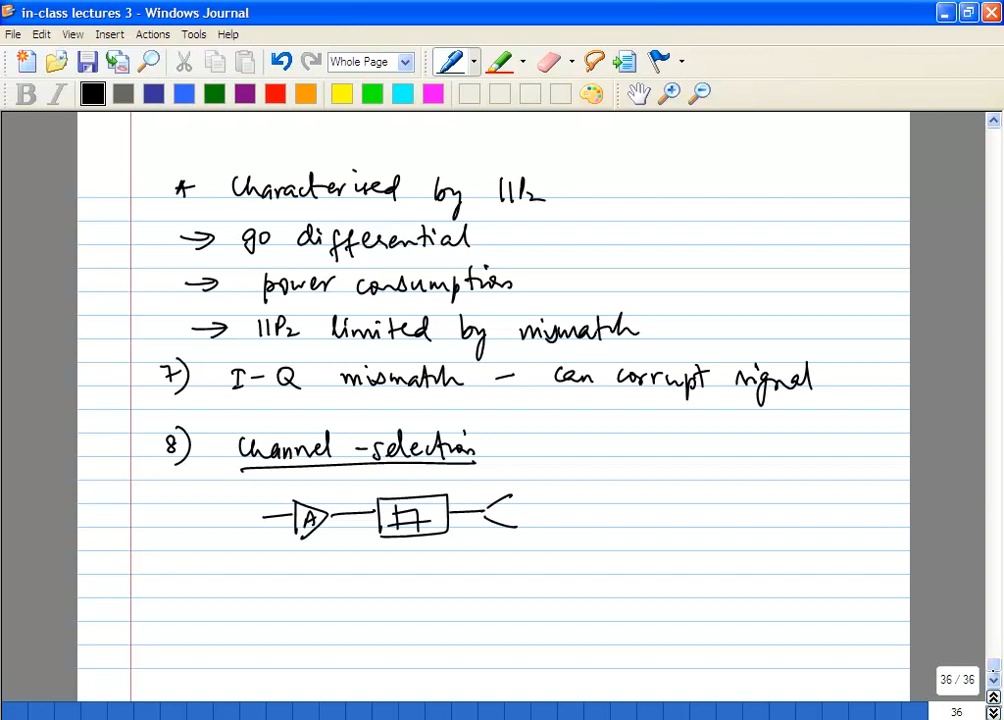 in-class lectures 3 - Windows Journal
File Edit View Insert Actions Tools Help
Whole Page
B I
* Characterised by IIP2
→ go differential
→ power consumption
→ IIP2 limited by mismatch
7) I-Q mismatch - can corrupt signal
8) Channel-selection
A
36 / 36
36